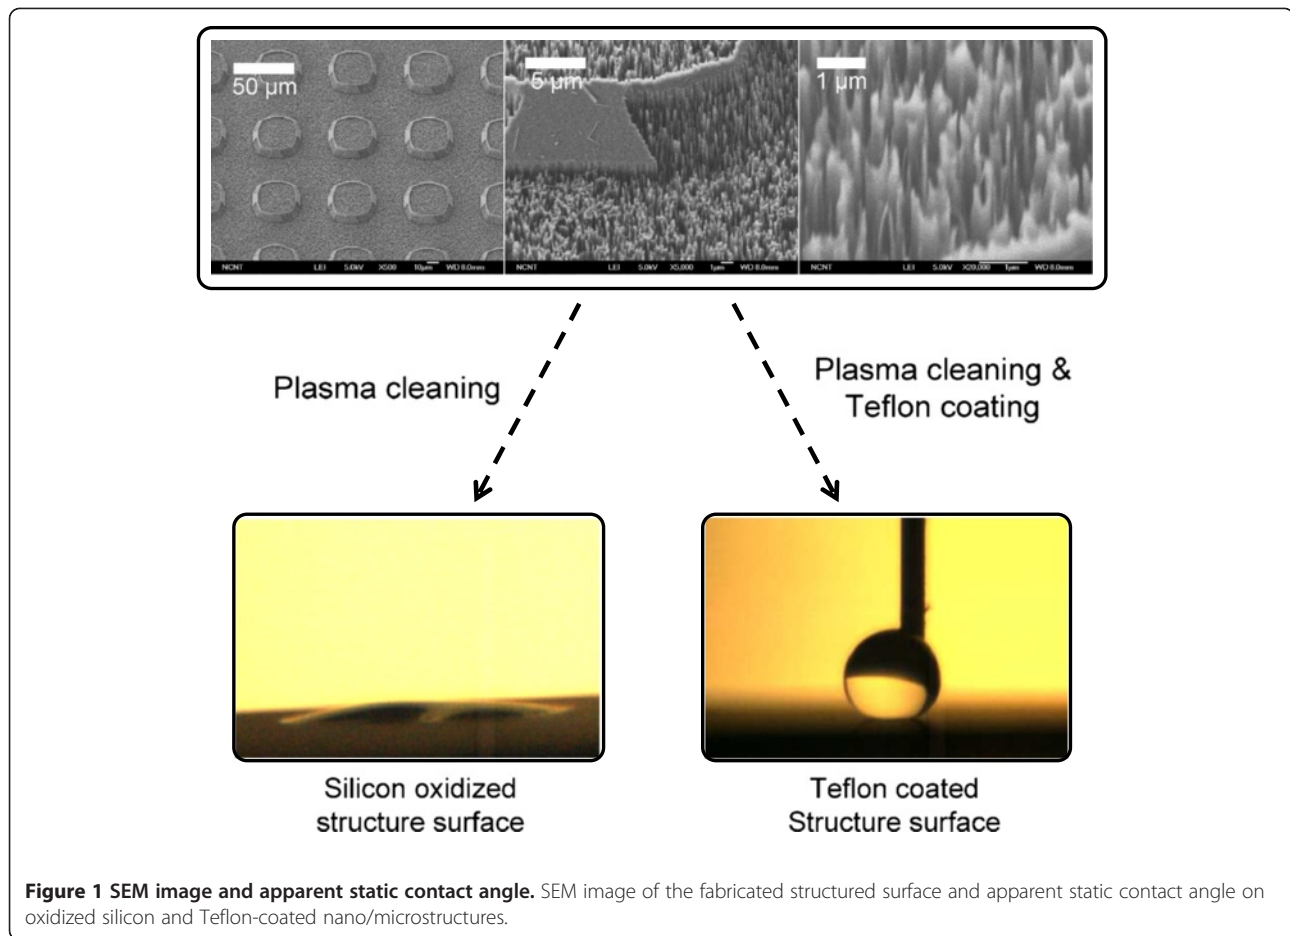 50 µm
5 µm
1 µm
NCNT LEI 5.0kV X500 10µm WD 8.0mm
NCNT LEI 5.0kV X5,000 1µm WD 8.0mm
NCNT LEI 5.0kV X20,000 1µm WD 8.0mm
Plasma cleaning
Plasma cleaning &
Teflon coating
Silicon oxidized
structure surface
Teflon coated
Structure surface
Figure 1 SEM image and apparent static contact angle. SEM image of the fabricated structured surface and apparent static contact angle on
oxidized silicon and Teflon-coated nano/microstructures.